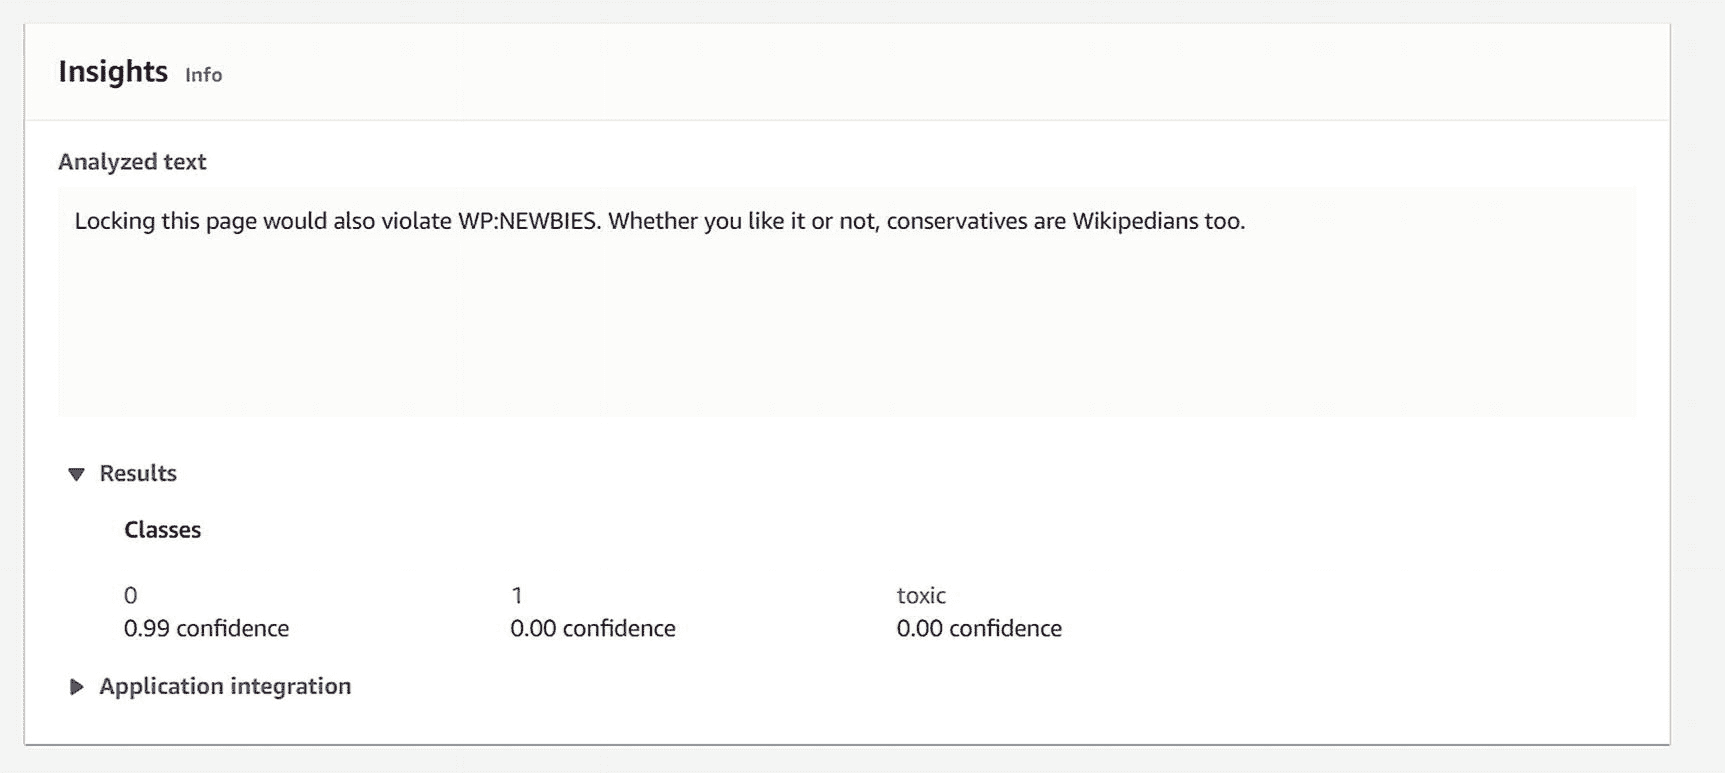 Insights Info
Analyzed text
Locking this page would also violate WP:NEWBIES. Whether you like it or not, conservatives are Wikipedians too.
Results
Classes
0 1 toxic
0.99 confidence 0.00 confidence 0.00 confidence
Application integration